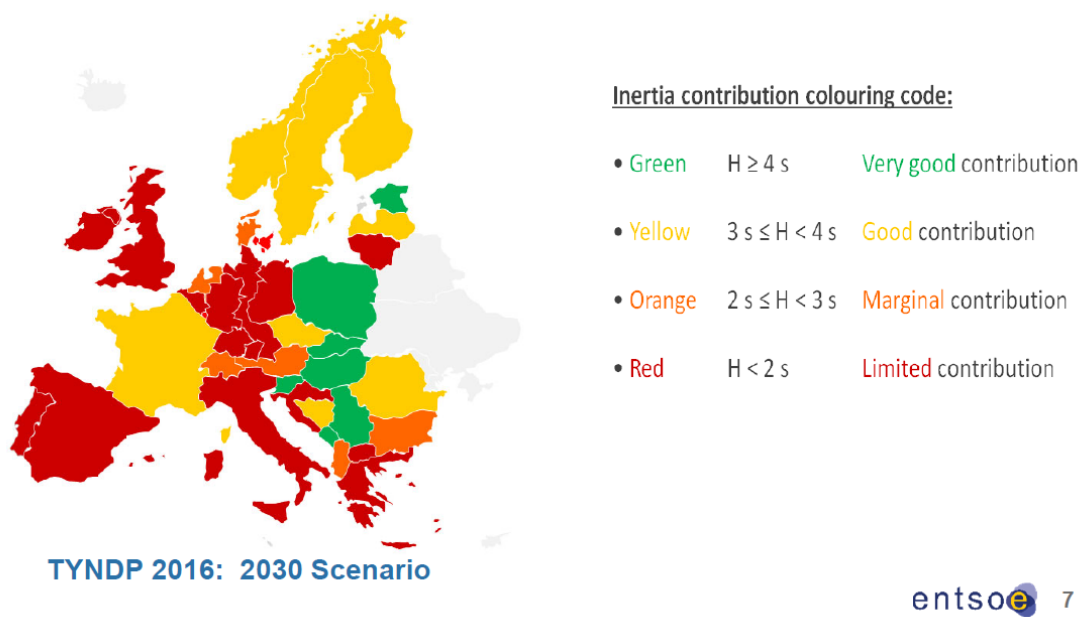 Inertia contribution colouring code:
• Green H ≥ 4 s Very good contribution
• Yellow 3 s ≤ H < 4 s Good contribution
• Orange 2 s ≤ H < 3 s Marginal contribution
• Red H < 2 s Limited contribution
TYNDP 2016: 2030 Scenario
entsoe 7